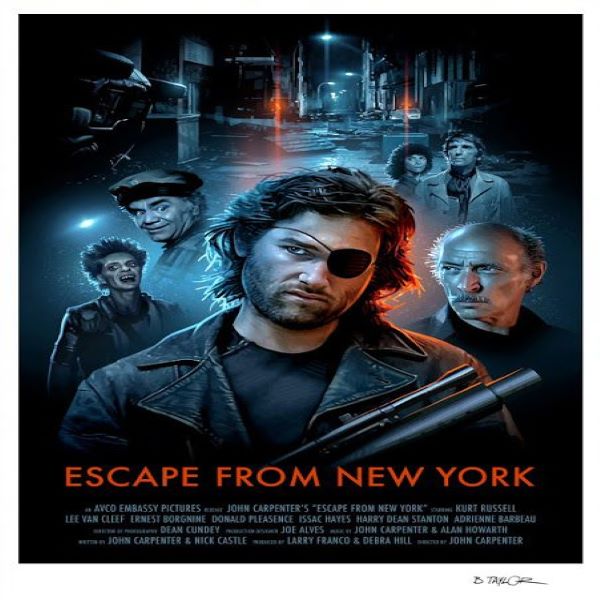 ESCAPE FROM NEW YORK
AN AVCO EMBASSY PICTURES RELEASE JOHN CARPENTER'S "ESCAPE FROM NEW YORK" STARRING KURT RUSSELL
LEE VAN CLEEF ERNEST BORGNINE DONALD PLEASENCE ISSAC HAYES HARRY DEAN STANTON ADRIENNE BARBEAU
DIRECTOR OF PHOTOGRAPHY DEAN CUNDEY PRODUCTION DESIGNER JOE ALVES MUSIC BY JOHN CARPENTER & ALAN HOWARTH
WRITTEN BY JOHN CARPENTER & NICK CASTLE PRODUCED BY LARRY FRANCO & DEBRA HILL DIRECTED BY JOHN CARPENTER
B TAYLOR